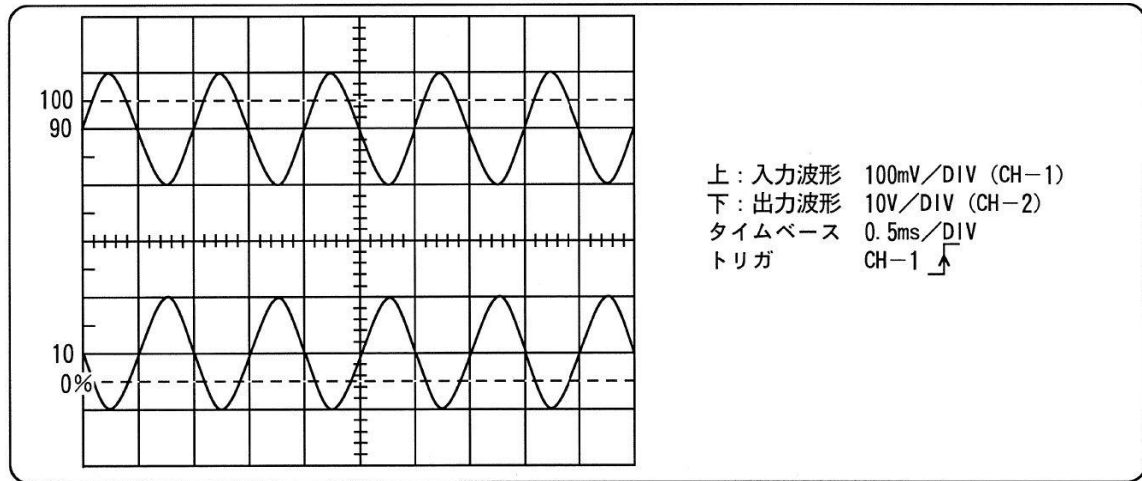 100
90
10
0%
上：入力波形 100mV／DIV (CH－1)
下：出力波形 10V／DIV (CH－2)
タイムベース 0.5ms／DIV
トリガ CH－1